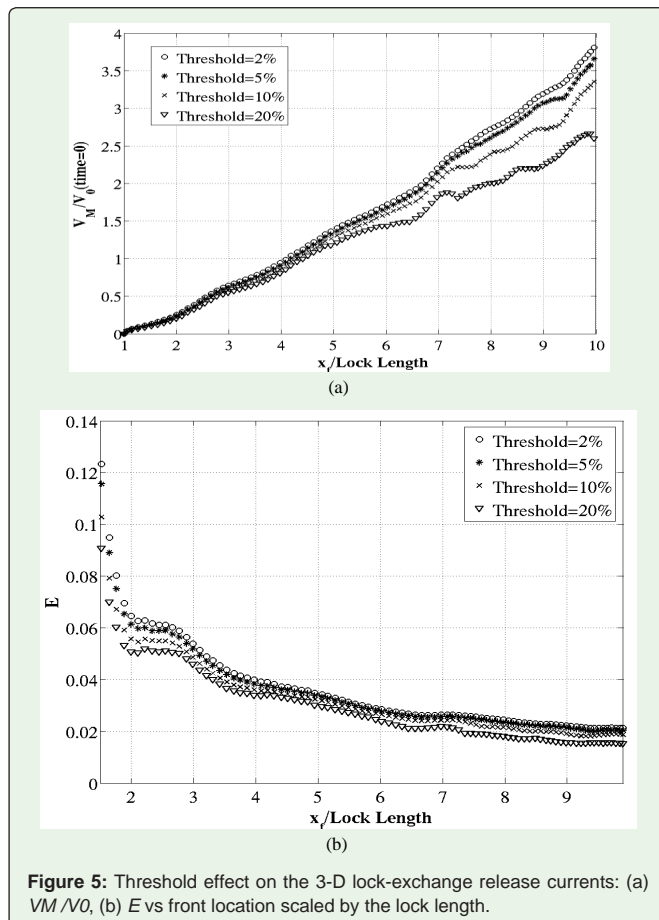 4
3.5
3
2.5
2
1.5
1
0.5
0
V_M/V_0(time=0)
Threshold=2%
Threshold=5%
Threshold=10%
Threshold=20%
1 2 3 4 5 6 7 8 9 10
x_f/Lock Length
(a)
0.14
0.12
0.1
0.08
0.06
0.04
0.02
0
E
Threshold=2%
Threshold=5%
Threshold=10%
Threshold=20%
2 3 4 5 6 7 8 9
x_f/Lock Length
(b)
Figure 5: Threshold effect on the 3-D lock-exchange release currents: (a)
VM /V0, (b) E vs front location scaled by the lock length.